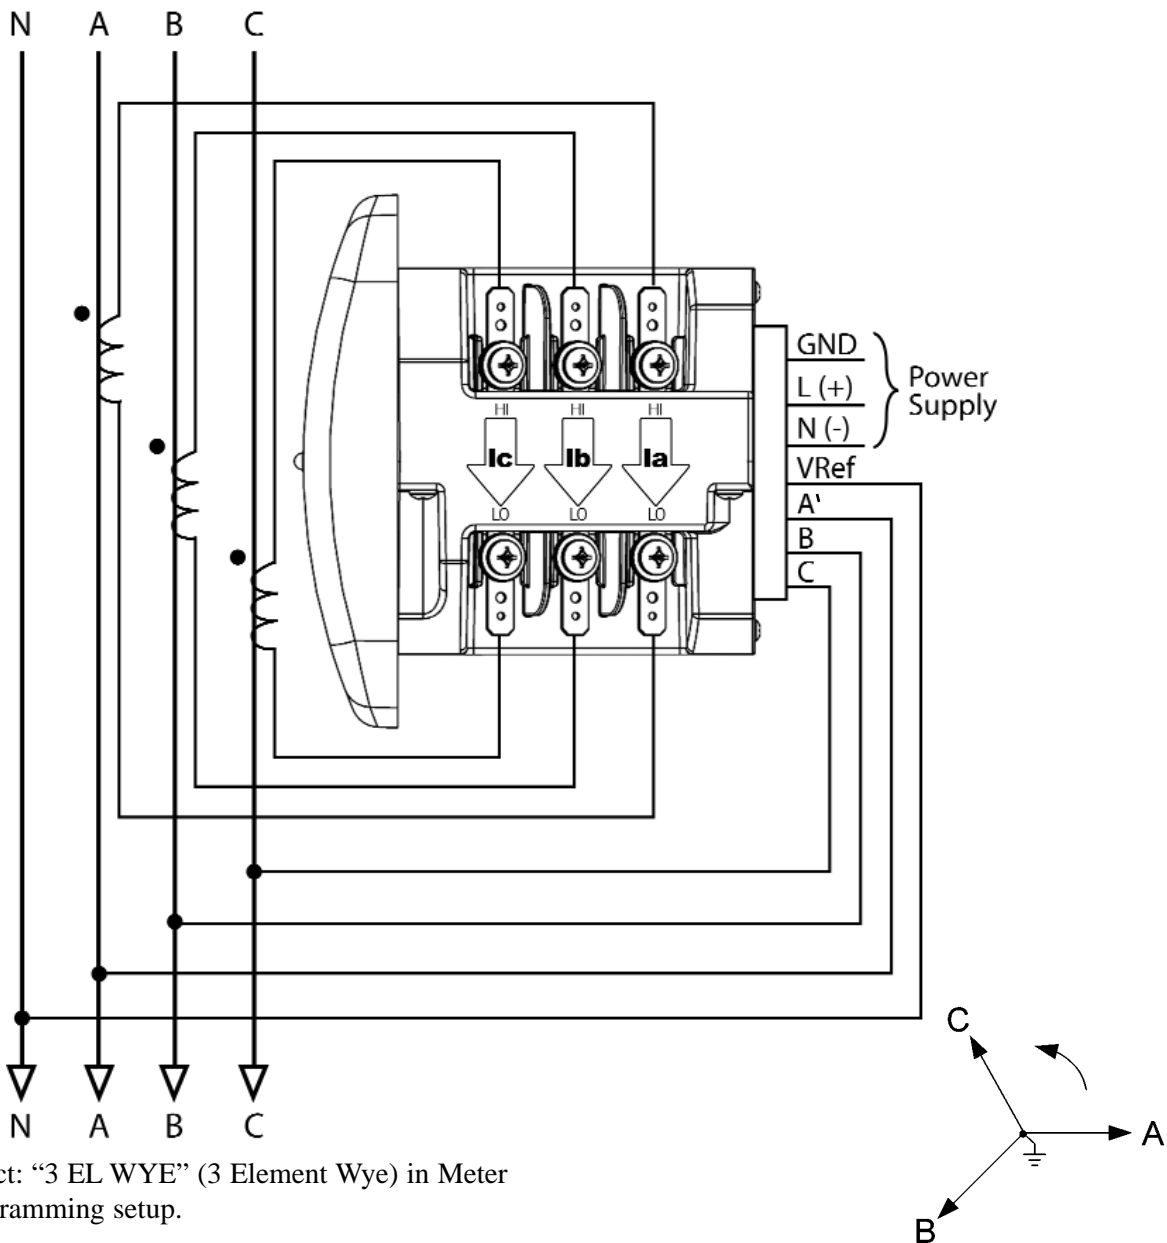 N A B C
GND
L (+)
N (-)
Power
Supply
VRef
A'
B
C
HI HI HI
Ic Ib Ia
LO LO LO
N A B C
C
A
B
ct: “3 EL WYE” (3 Element Wye) in Meter
ramming setup.